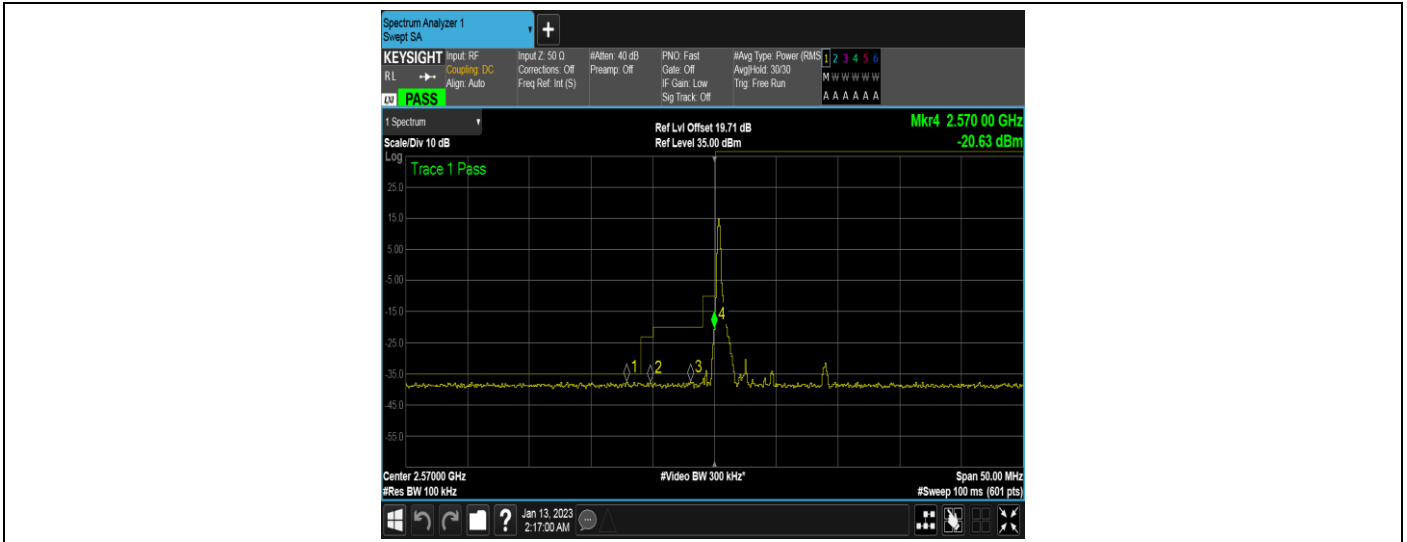 Spectrum Analyzer 1
Swept SA
KEYSIGHT
RL
LXI PASS
Input: RF
Coupling: DC
Align: Auto
Input Z: 50 Ω
Corrections: Off
Freq Ref: Int (S)
#Atten: 40 dB
Preamp: Off
PNO: Fast
Gate: Off
IF Gain: Low
Sig Track: Off
#Avg Type: Power (RMS
Avg|Hold: 30/30
Trig: Free Run
1 2 3 4 5 6
M W W W W W
A A A A A A
1 Spectrum
Scale/Div 10 dB
Ref Lvl Offset 19.71 dB
Ref Level 35.00 dBm
Mkr4 2.570 00 GHz
-20.63 dBm
Log
Trace 1 Pass
25.0
15.0
5.00
-5.00
-15.0
-25.0
-35.0
-45.0
-55.0
1
2
3
4
Center 2.57000 GHz
#Res BW 100 kHz
#Video BW 300 kHz*
Span 50.00 MHz
#Sweep 100 ms (601 pts)
?
Jan 13, 2023
2:17:00 AM